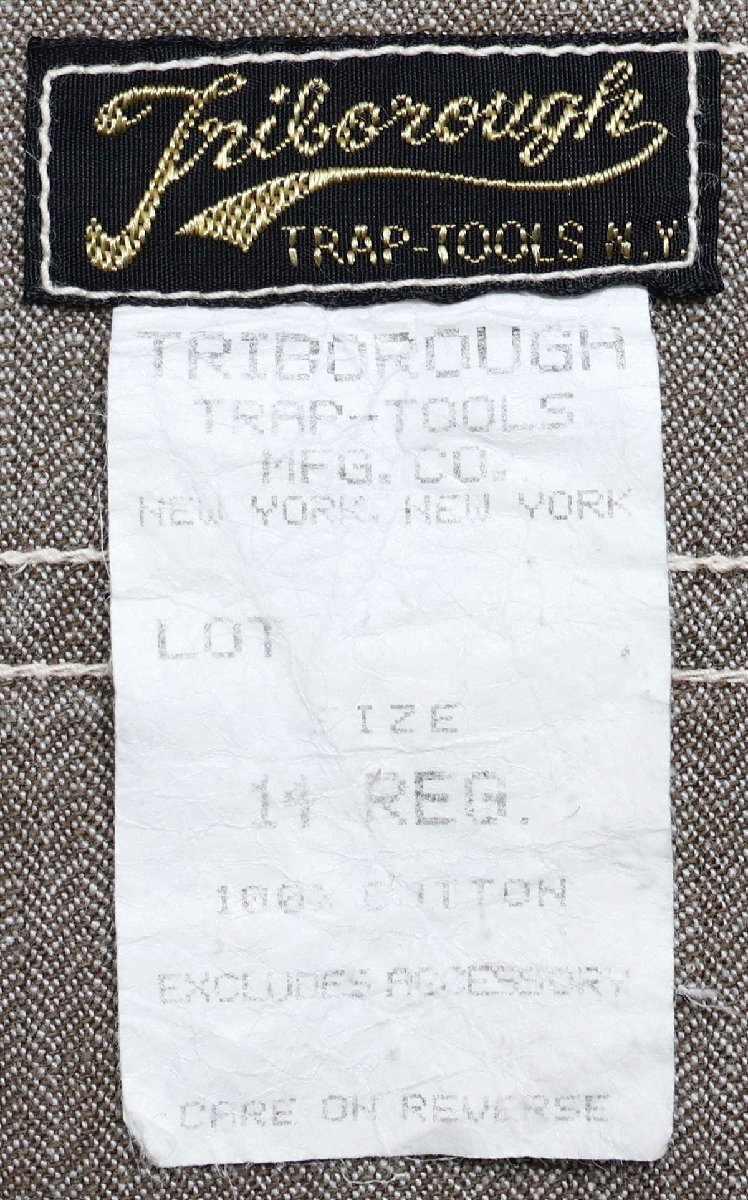 Triborough
TRAP-TOOLS N.Y.
TRIBOROUGH
TRAP-TOOLS
MFG. CO.
NEW YORK, NEW YORK
LOT
SIZE
14 REG.
100% COTTON
EXCLUDES ACCESSORY
CARE ON REVERSE